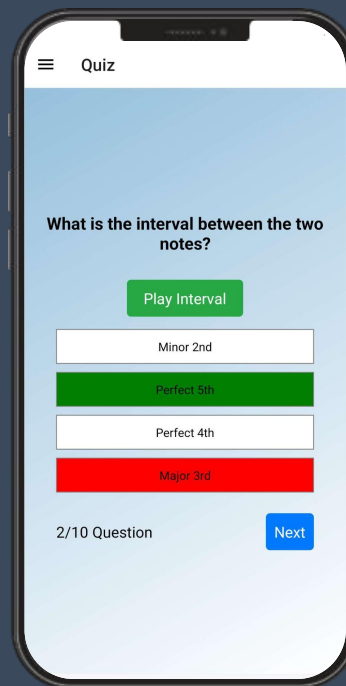 Quiz
What is the interval between the two
notes?
Play Interval
Minor 2nd
Perfect 5th
Perfect 4th
Major 3rd
2/10 Question
Next